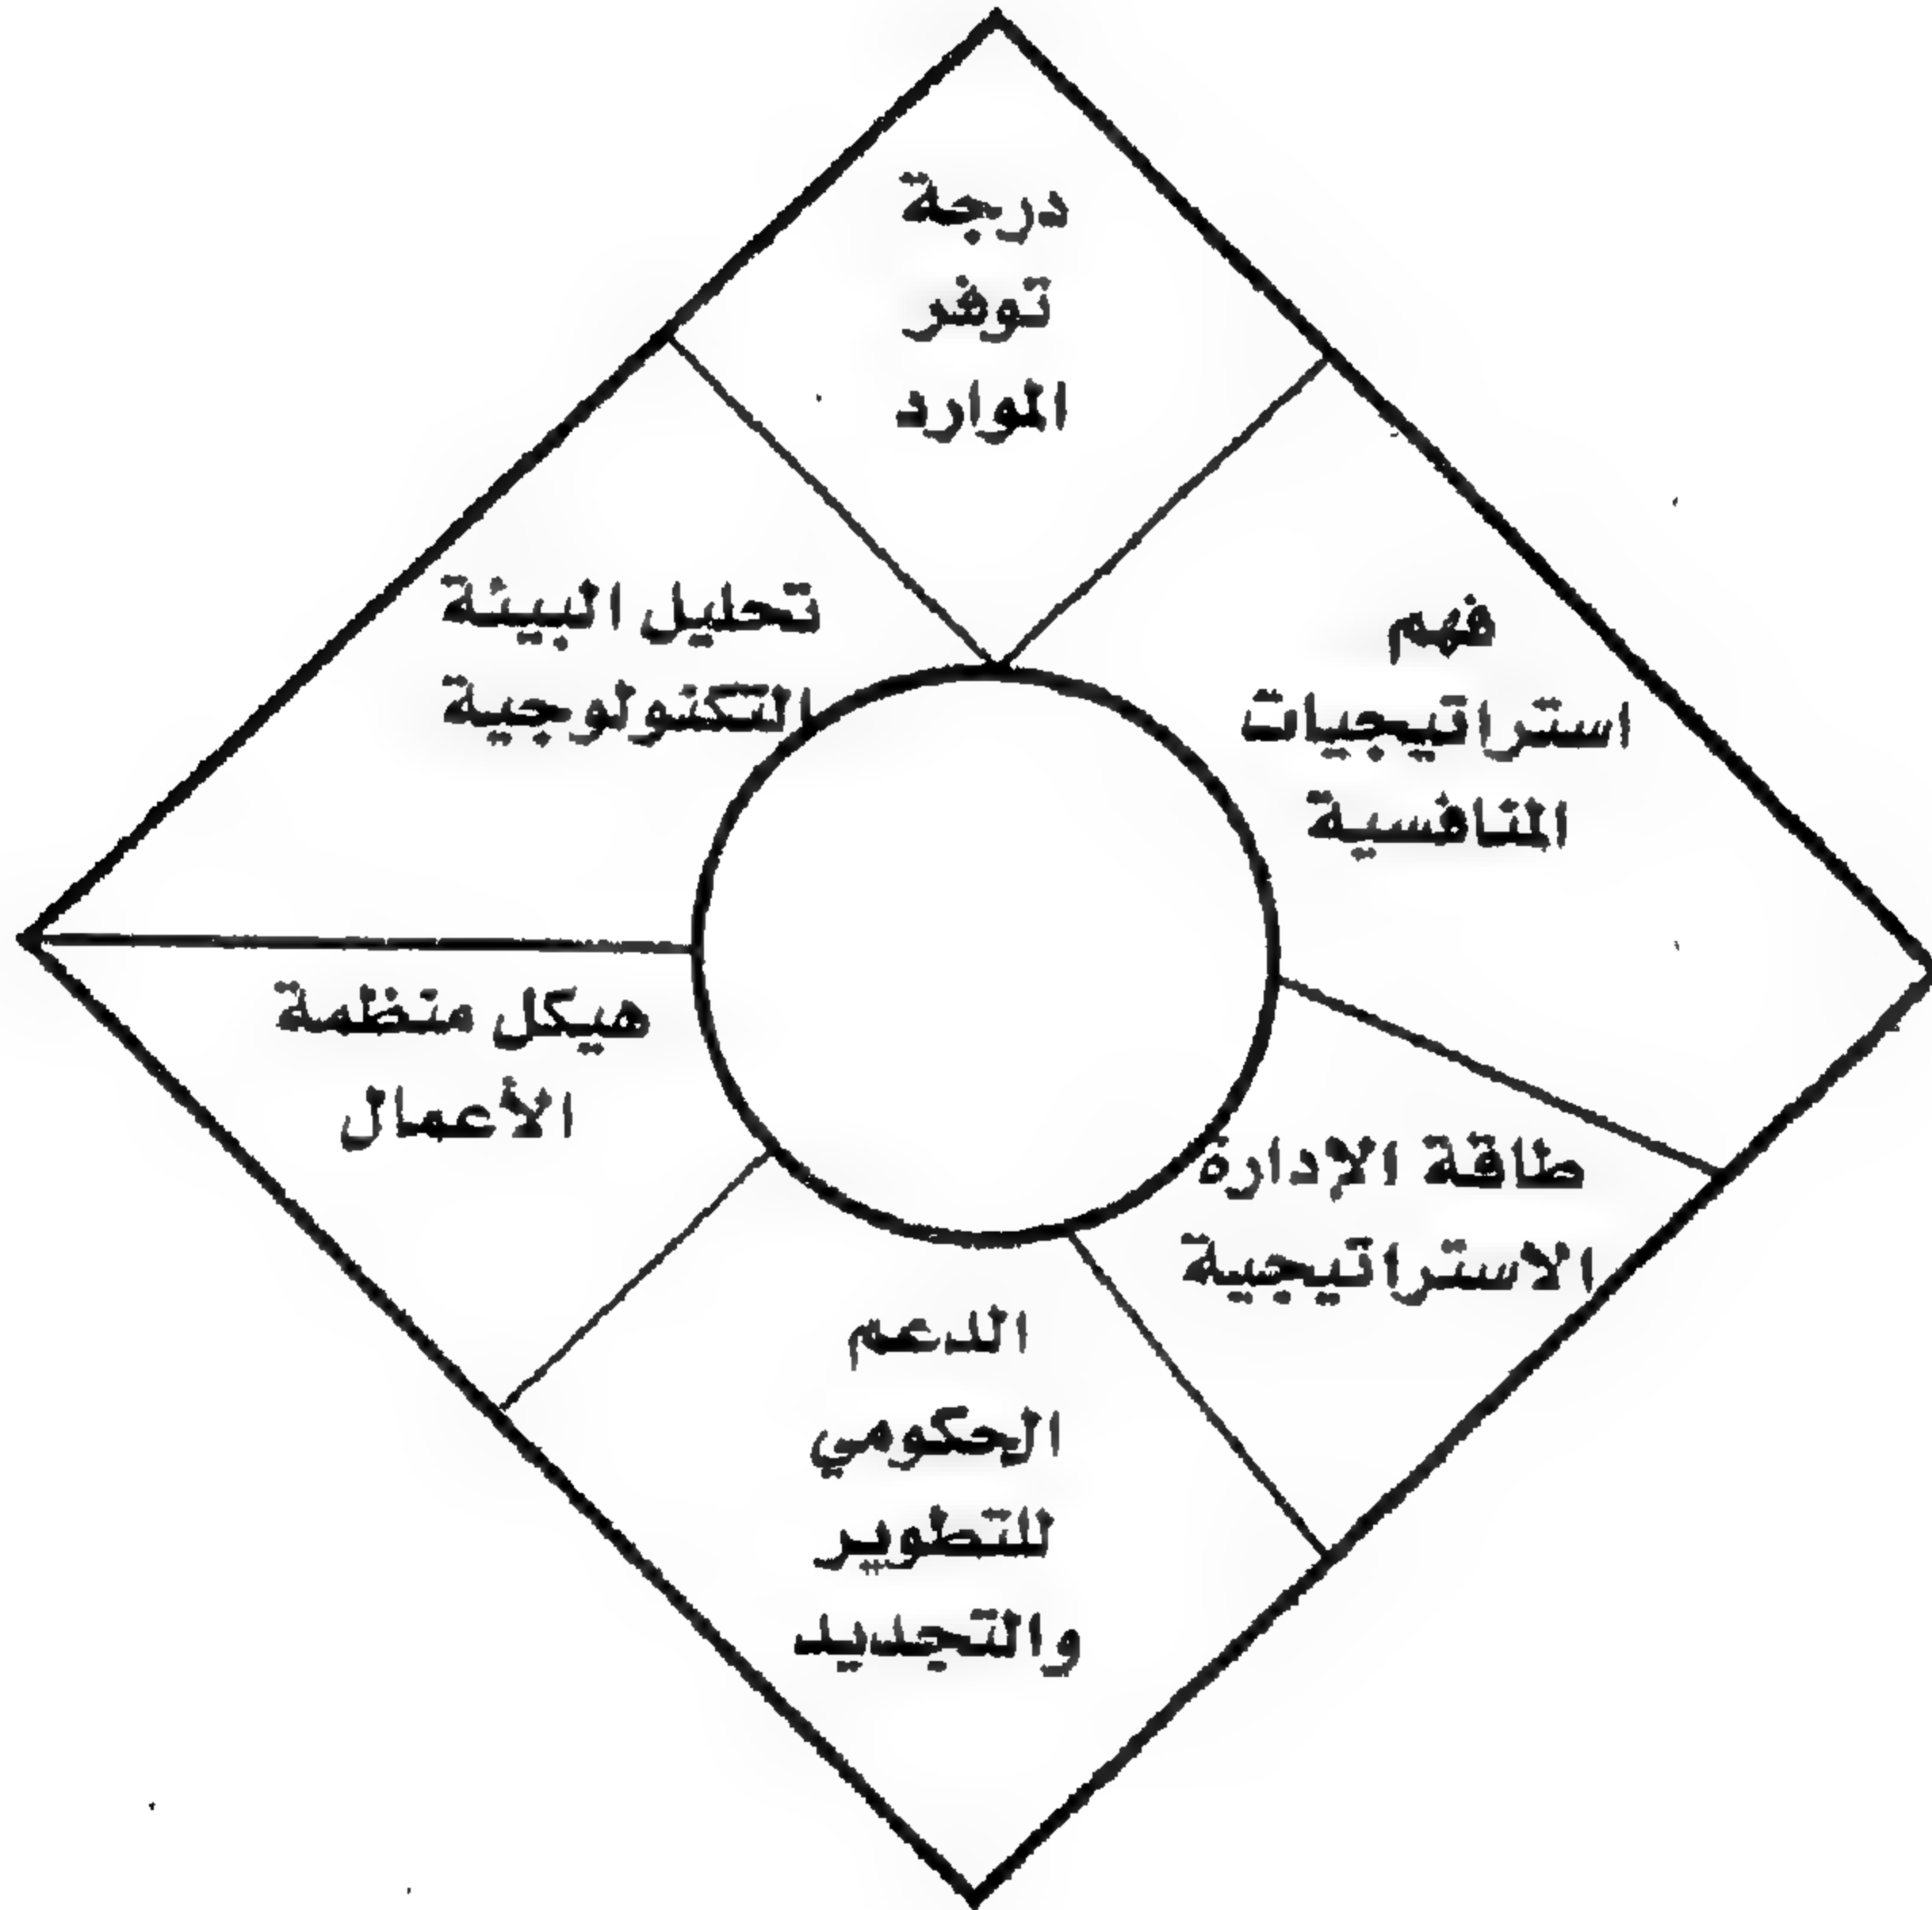 درجة
توفر
الموارد
فهم
استراتيجيات
المنافسية
تحليل البيئة
التكنولوجية
هيكل منظمة
الأعمال
طاقة الإدارة
الاستراتيجية
الدعم
الحكومي
للتطوير
والتجديد